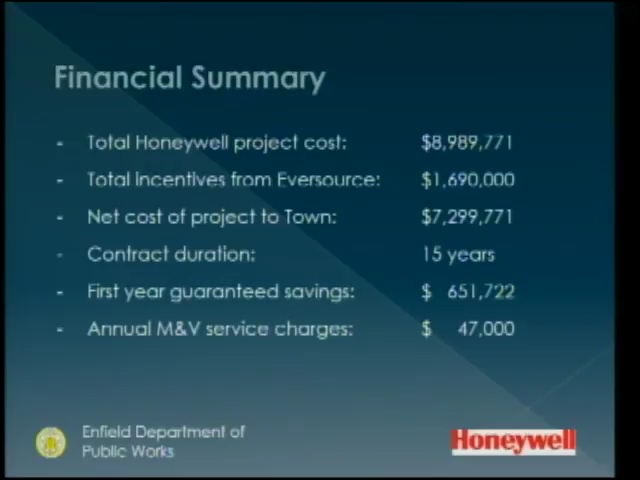 Financial Summary
- Total Honeywell project cost: $8,989,771
- Total incentives from Eversource: $1,690,000
- Net cost of project to Town: $7,299,771
- Contract duration: 15 years
- First year guaranteed savings: $ 651,722
- Annual M&V service charges: $ 47,000
Enfield Department of
Public Works
Honeywell